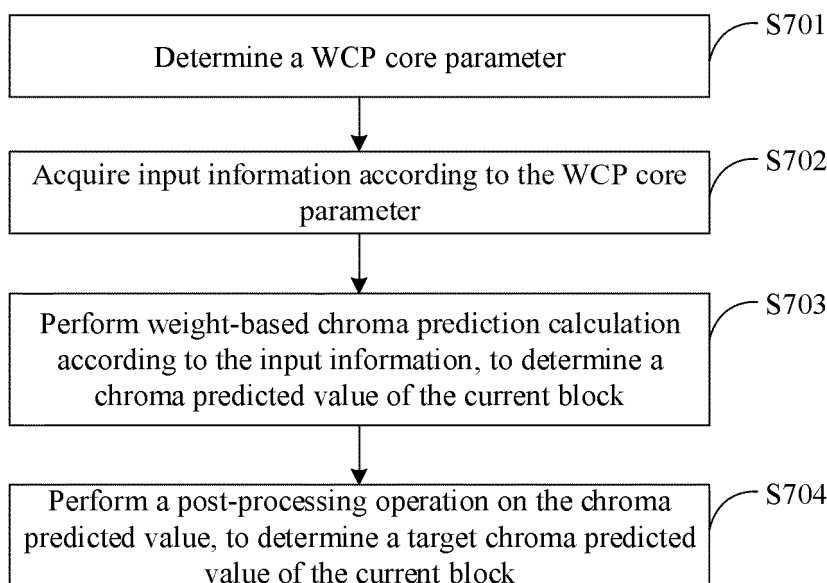 S701
Determine a WCP core parameter
S702
Acquire input information according to the WCP core
parameter
S703
Perform weight-based chroma prediction calculation
according to the input information, to determine a
chroma predicted value of the current block
S704
Perform a post-processing operation on the chroma
predicted value, to determine a target chroma predicted
value of the current block